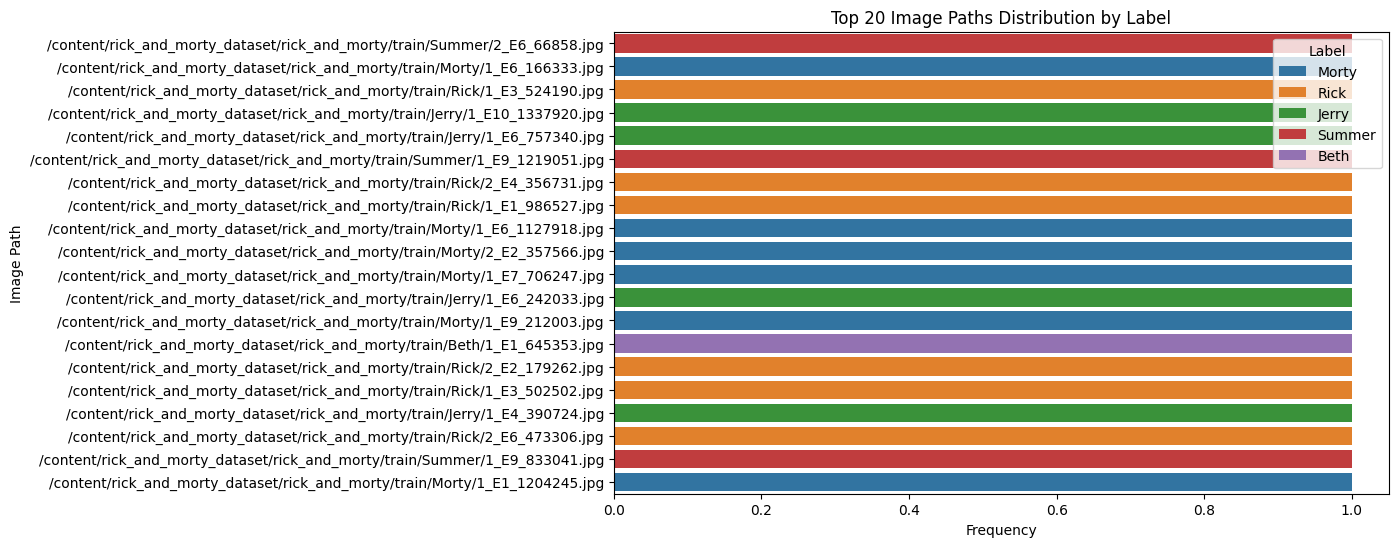 Top 20 Image Paths Distribution by Label
Image Path
/content/rick_and_morty_dataset/rick_and_morty/train/Summer/2_E6_66858.jpg
/content/rick_and_morty_dataset/rick_and_morty/train/Morty/1_E6_166333.jpg
/content/rick_and_morty_dataset/rick_and_morty/train/Rick/1_E3_524190.jpg
/content/rick_and_morty_dataset/rick_and_morty/train/Jerry/1_E10_1337920.jpg
/content/rick_and_morty_dataset/rick_and_morty/train/Jerry/1_E6_757340.jpg
/content/rick_and_morty_dataset/rick_and_morty/train/Summer/1_E9_1219051.jpg
/content/rick_and_morty_dataset/rick_and_morty/train/Rick/2_E4_356731.jpg
/content/rick_and_morty_dataset/rick_and_morty/train/Rick/1_E1_986527.jpg
/content/rick_and_morty_dataset/rick_and_morty/train/Morty/1_E6_1127918.jpg
/content/rick_and_morty_dataset/rick_and_morty/train/Morty/2_E2_357566.jpg
/content/rick_and_morty_dataset/rick_and_morty/train/Morty/1_E7_706247.jpg
/content/rick_and_morty_dataset/rick_and_morty/train/Jerry/1_E6_242033.jpg
/content/rick_and_morty_dataset/rick_and_morty/train/Morty/1_E9_212003.jpg
/content/rick_and_morty_dataset/rick_and_morty/train/Beth/1_E1_645353.jpg
/content/rick_and_morty_dataset/rick_and_morty/train/Rick/2_E2_179262.jpg
/content/rick_and_morty_dataset/rick_and_morty/train/Rick/1_E3_502502.jpg
/content/rick_and_morty_dataset/rick_and_morty/train/Jerry/1_E4_390724.jpg
/content/rick_and_morty_dataset/rick_and_morty/train/Rick/2_E6_473306.jpg
/content/rick_and_morty_dataset/rick_and_morty/train/Summer/1_E9_833041.jpg
/content/rick_and_morty_dataset/rick_and_morty/train/Morty/1_E1_1204245.jpg
Label
Morty
Rick
Jerry
Summer
Beth
0.0 0.2 0.4 0.6 0.8 1.0
Frequency